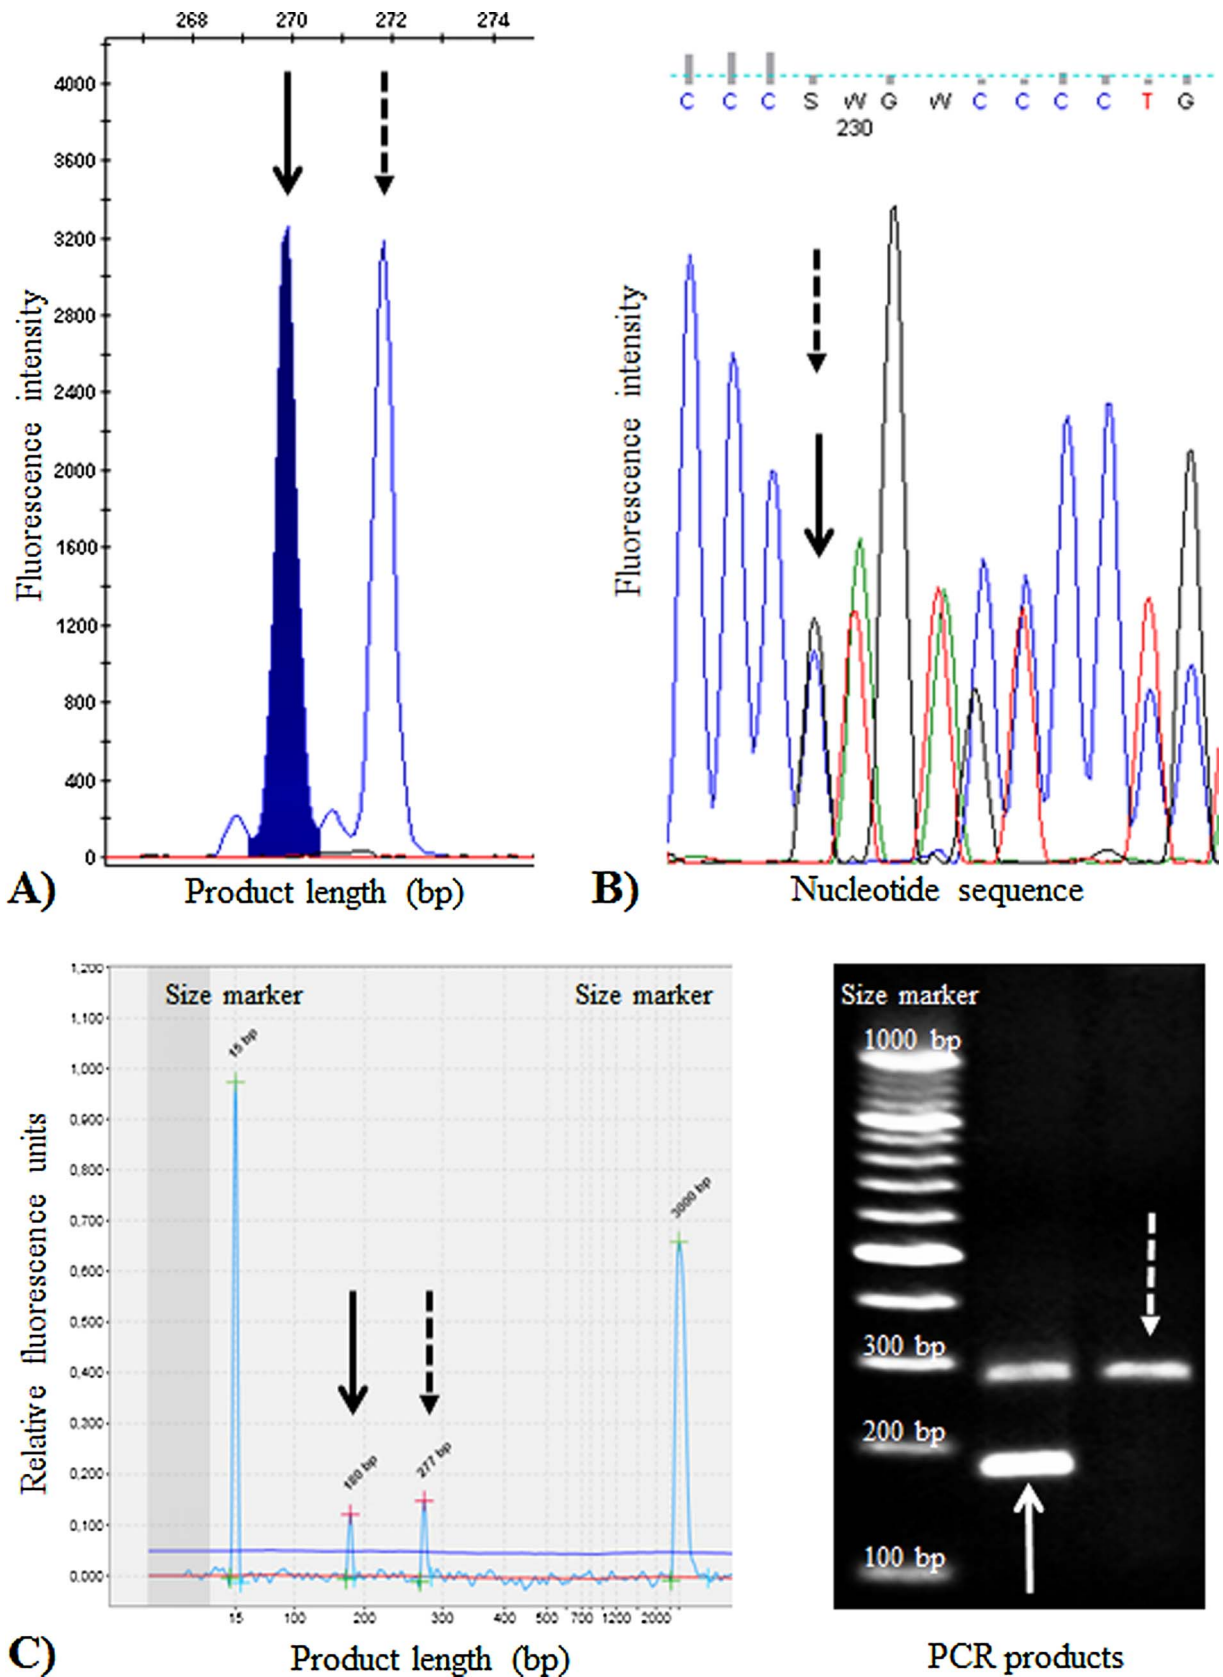 268 270 272 274
4000
3600
3200
2800
2400
2000
1600
1200
800
400
0
Fluorescence intensity
A)
Product length (bp)
C C C S W G W C C C C T G
230
Fluorescence intensity
B)
Nucleotide sequence
1,200
1,100
1,000
0,900
0,800
0,700
0,600
0,500
0,400
0,300
0,200
0,100
0,000
Relative fluorescence units
Size marker
Size marker
15 bp
180 bp
277 bp
3000 bp
15 100 200 300 400 500 700 1200 2000
C)
Product length (bp)
Size marker
1000 bp
300 bp
200 bp
100 bp
PCR products